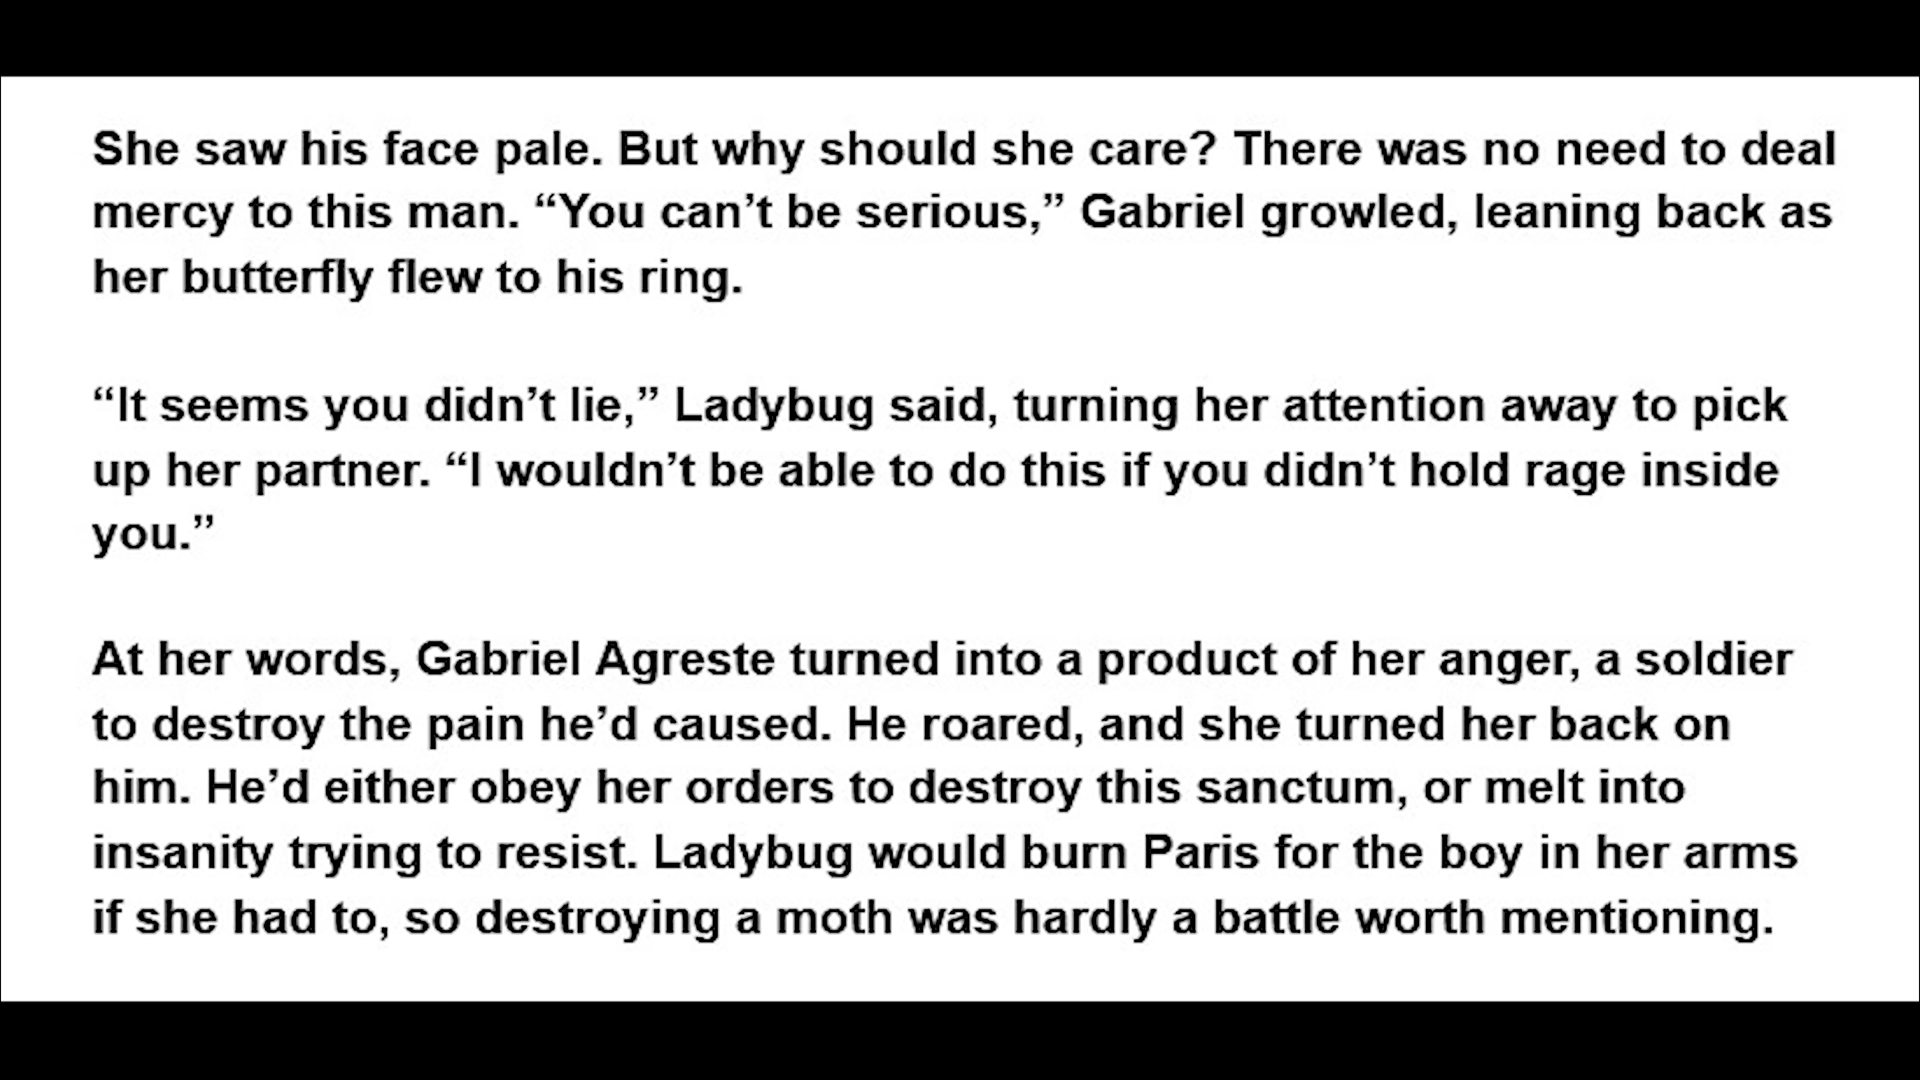 She saw his face pale. But why should she care? There was no need to deal
mercy to this man. “You can’t be serious,” Gabriel growled, leaning back as
her butterfly flew to his ring.
“It seems you didn’t lie,” Ladybug said, turning her attention away to pick
up her partner. “I wouldn’t be able to do this if you didn’t hold rage inside
you.”
At her words, Gabriel Agreste turned into a product of her anger, a soldier
to destroy the pain he’d caused. He roared, and she turned her back on
him. He’d either obey her orders to destroy this sanctum, or melt into
insanity trying to resist. Ladybug would burn Paris for the boy in her arms
if she had to, so destroying a moth was hardly a battle worth mentioning.